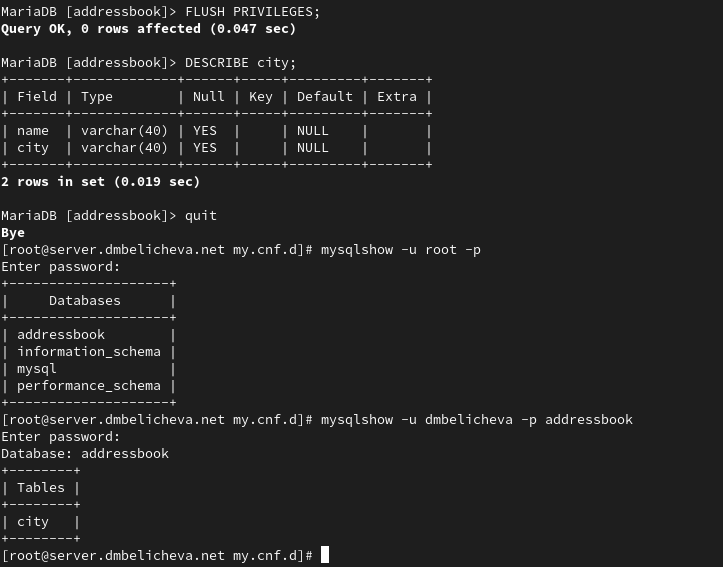 MariaDB [addressbook]> FLUSH PRIVILEGES;
Query OK, 0 rows affected (0.047 sec)

MariaDB [addressbook]> DESCRIBE city;
+-------+-------------+------+-----+---------+-------+
| Field | Type        | Null | Key | Default | Extra |
+-------+-------------+------+-----+---------+-------+
| name  | varchar(40) | YES  |     | NULL    |       |
| city  | varchar(40) | YES  |     | NULL    |       |
+-------+-------------+------+-----+---------+-------+
2 rows in set (0.019 sec)

MariaDB [addressbook]> quit
Bye
[root@server.dmbelicheva.net my.cnf.d]# mysqlshow -u root -p
Enter password:
+--------------------+
|     Databases      |
+--------------------+
| addressbook        |
| information_schema |
| mysql              |
| performance_schema |
+--------------------+
[root@server.dmbelicheva.net my.cnf.d]# mysqlshow -u dmbelicheva -p addressbook
Enter password:
Database: addressbook
+--------+
| Tables |
+--------+
| city   |
+--------+
[root@server.dmbelicheva.net my.cnf.d]#